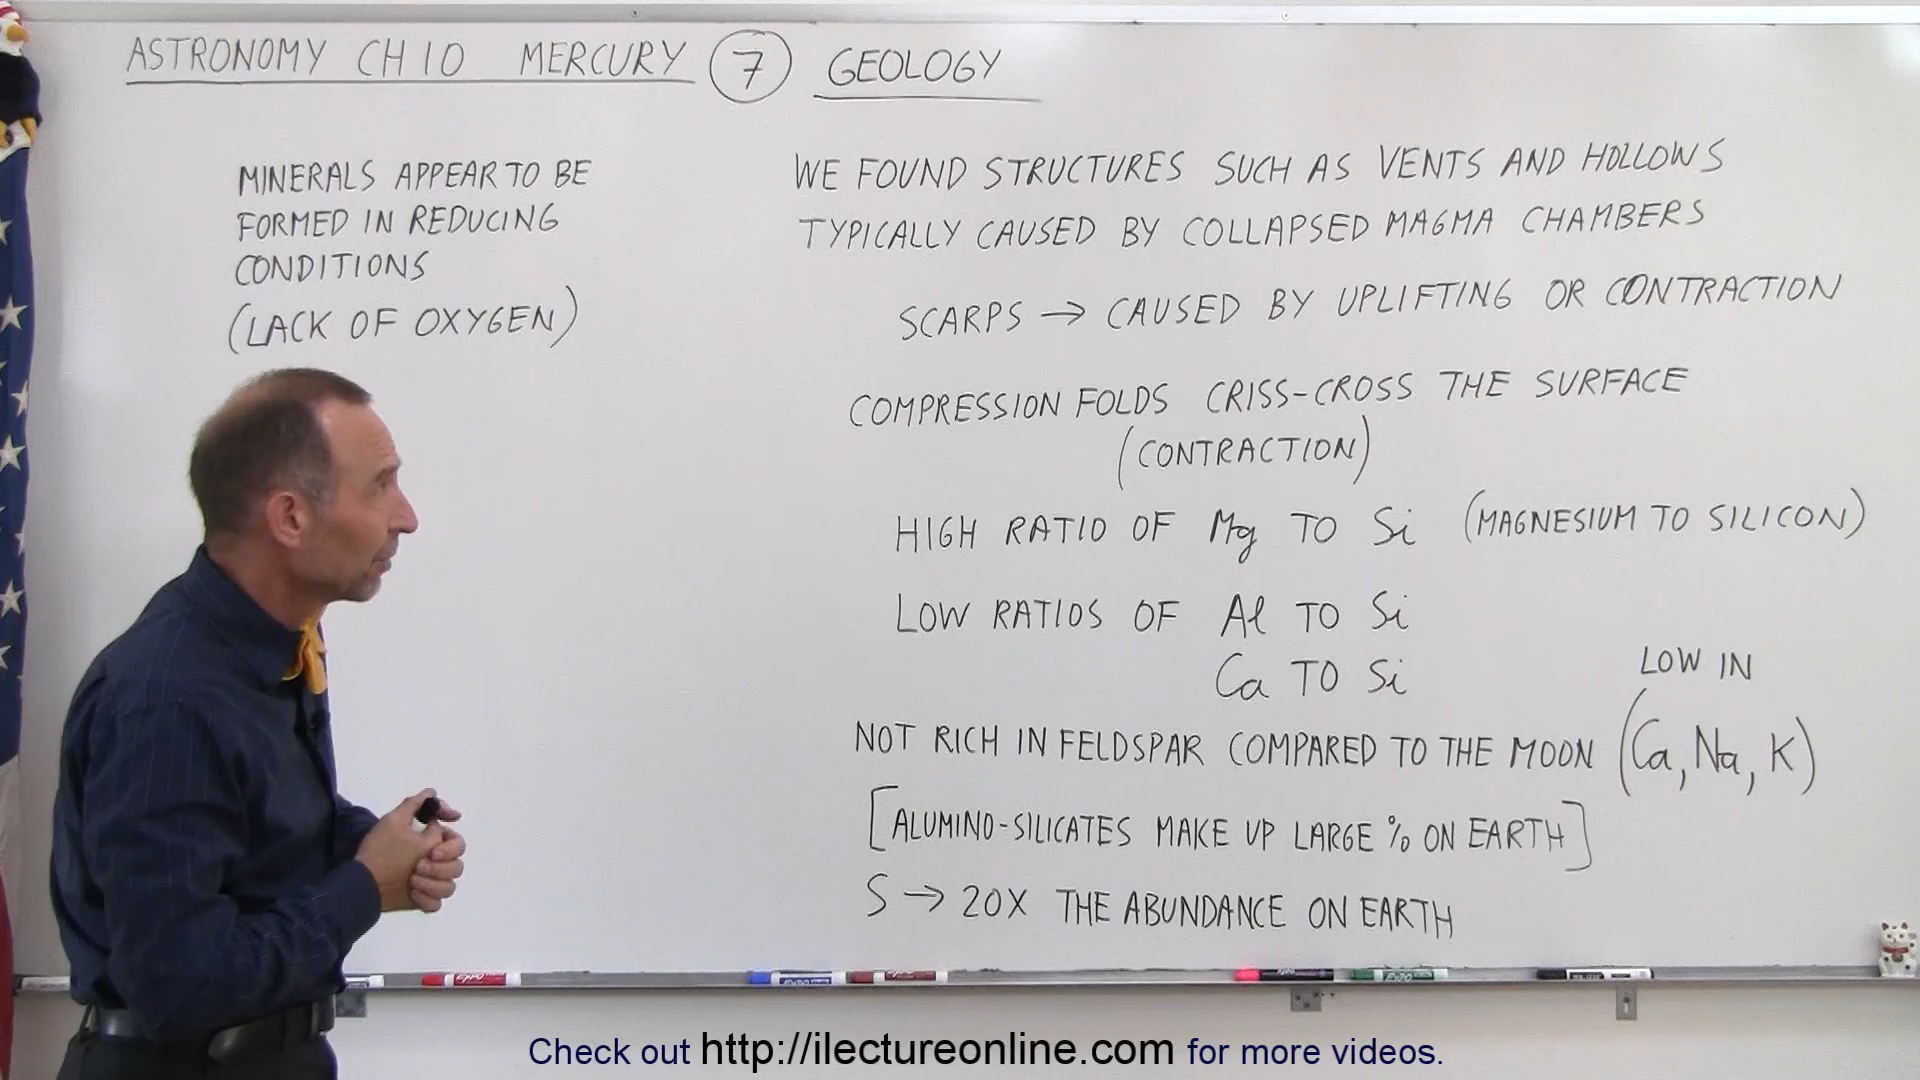 ASTRONOMY CH 10 MERCURY 7 GEOLOGY
MINERALS APPEAR TO BE
FORMED IN REDUCING
CONDITIONS
(LACK OF OXYGEN)
WE FOUND STRUCTURES SUCH AS VENTS AND HOLLOWS
TYPICALLY CAUSED BY COLLAPSED MAGMA CHAMBERS
SCARPS → CAUSED BY UPLIFTING OR CONTRACTION
COMPRESSION FOLDS CRISS-CROSS THE SURFACE
(CONTRACTION)
HIGH RATIO OF Mg TO Si (MAGNESIUM TO SILICON)
LOW RATIOS OF Al TO Si
Ca TO Si
LOW IN
NOT RICH IN FELDSPAR COMPARED TO THE MOON (Ca, Na, K)
[ALUMINO-SILICATES MAKE UP LARGE % ON EARTH]
S → 20X THE ABUNDANCE ON EARTH
Check out http://ilectureonline.com for more videos.